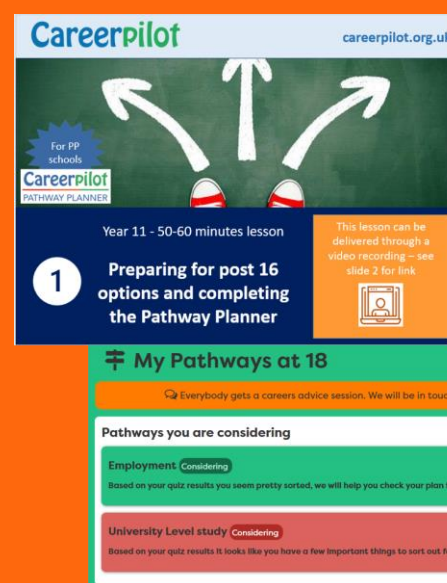 Careerpilot
careerpilot.org.uk
For PP
schools
Careerpilot
PATHWAY PLANNER
Year 11 - 50-60 minutes lesson
1
Preparing for post 16
options and completing
the Pathway Planner
This lesson can be
delivered through a
video recording – see
slide 2 for link
My Pathways at 18
Everybody gets a careers advice session. We will be in
Pathways you are considering
Employment Considering
Based on your quiz results you seem pretty sorted, we will help you check your plan
University Level study Considering
Based on your quiz results it looks like you have a few important things to sort out